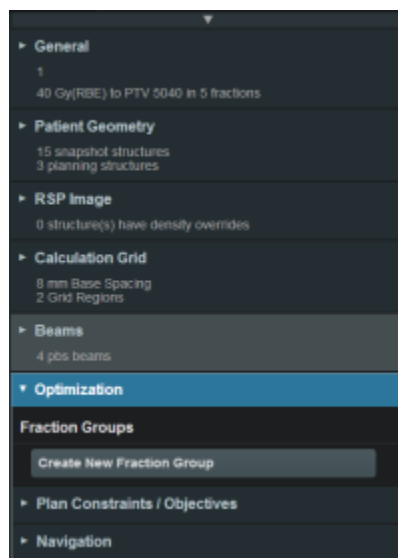 General
1
40 Gy(RBE) to PTV 5040 in 5 fractions
Patient Geometry
15 snapshot structures
3 planning structures
RSP Image
0 structure(s) have density overrides
Calculation Grid
8 mm Base Spacing
2 Grid Regions
Beams
4 pbs beams
Optimization
Fraction Groups
Create New Fraction Group
Plan Constraints / Objectives
Navigation